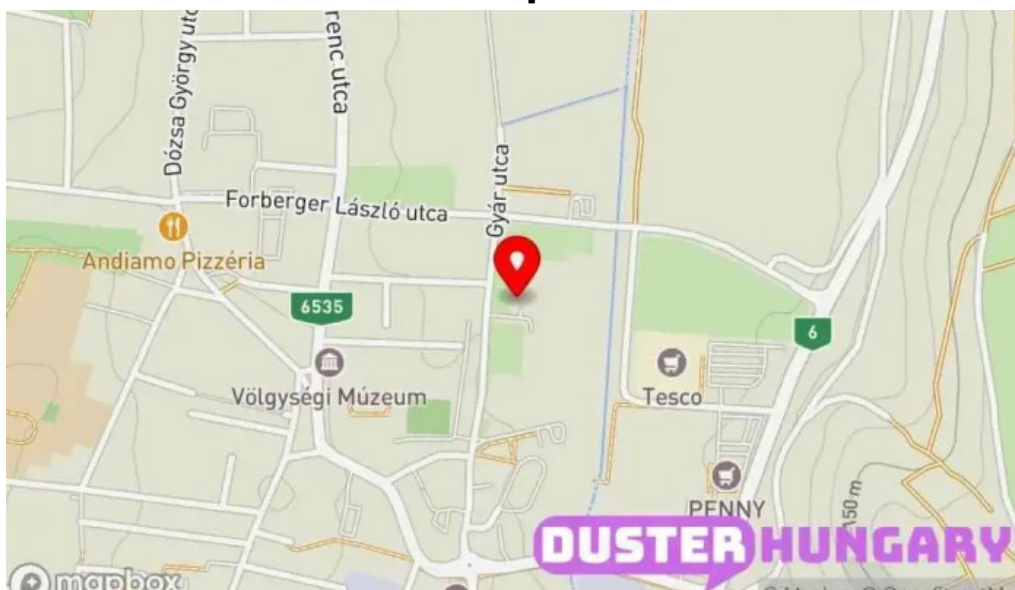 Dózsa György utc
renc utca
Gyár utca
Forberger László utca
Andiamo Pizzéria
6535
6
Völgységi Múzeum
Tesco
PENNY
50 m
DUSTER HUNGARY
mapbox